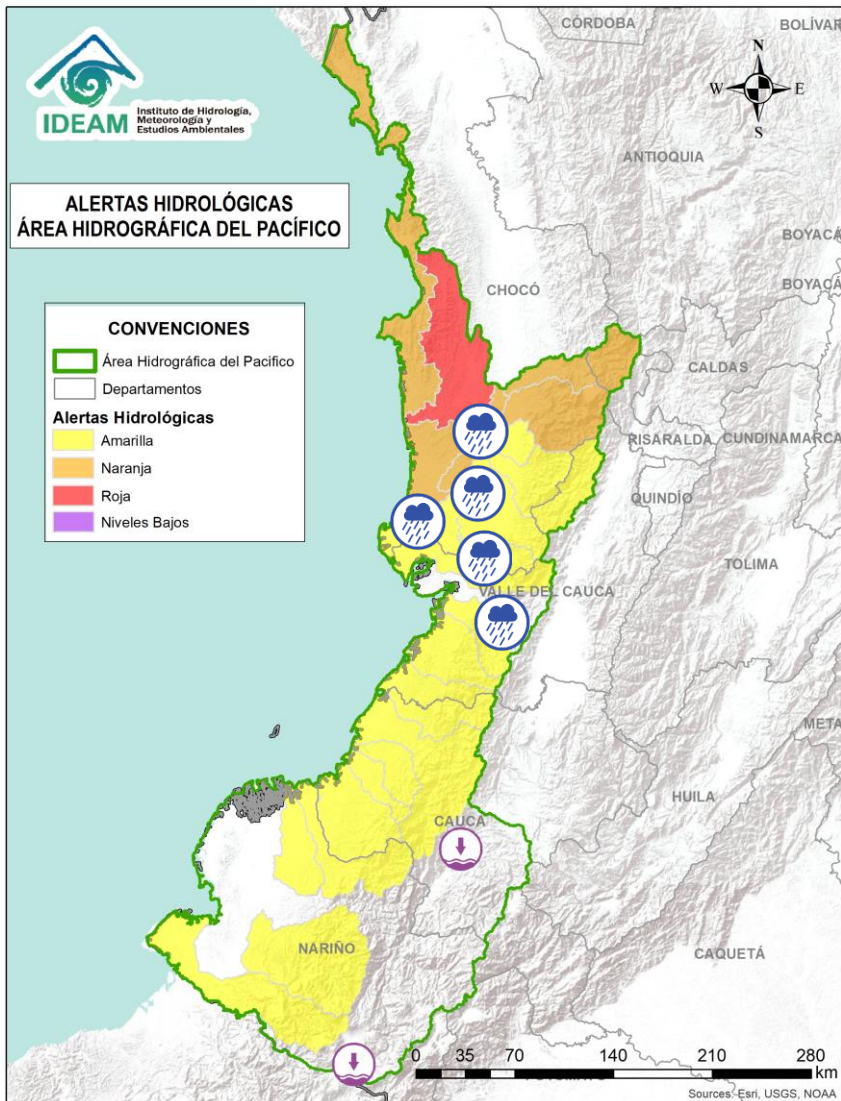 IDEAM
Instituto de Hidrología,
Meteorología y
Estudios Ambientales
ALERTAS HIDROLÓGICAS
ÁREA HIDROGRÁFICA DEL PACÍFICO
CONVENCIONES
Área Hidrográfica del Pacifico
Departamentos
Alertas Hidrológicas
Amarilla
Naranja
Roja
Niveles Bajos
N
W E
S
CÓRDOBA
BOLÍVAR
ANTIOQUIA
BOYACÁ
BOYACÁ
CHOCÓ
CALDAS
RISARALDA
CUNDINAMARCA
QUINDÍO
TOLIMA
VALLE DEL CAUCA
META
HUILA
CAUCA
NARIÑO
CAQUETÁ
0 35 70 140 210 280
km
Sources: Esri, USGS, NOAA